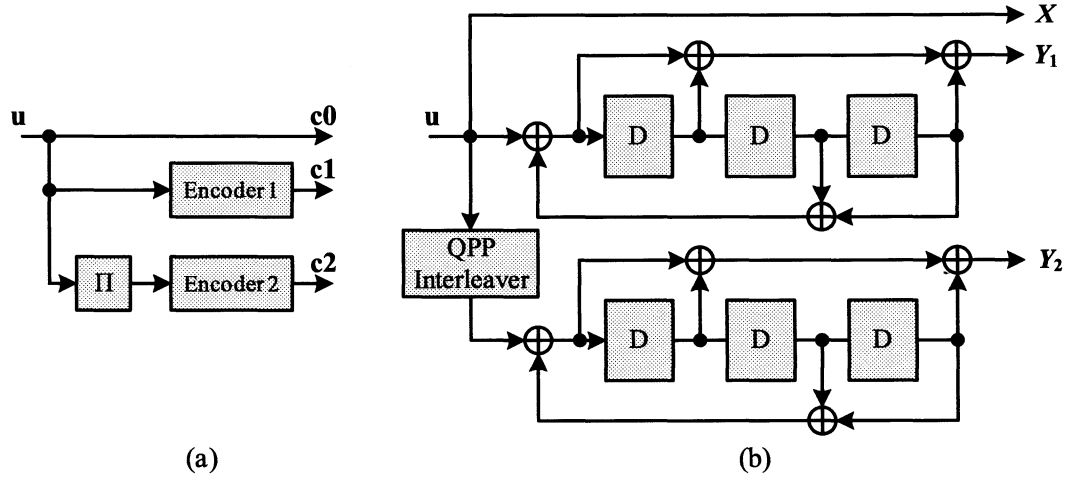 u
c0
c1
Encoder 1
c2
Π
Encoder 2
(a)
X
Y1
u
D
D
D
QPP
Interleaver
Y2
D
D
D
(b)